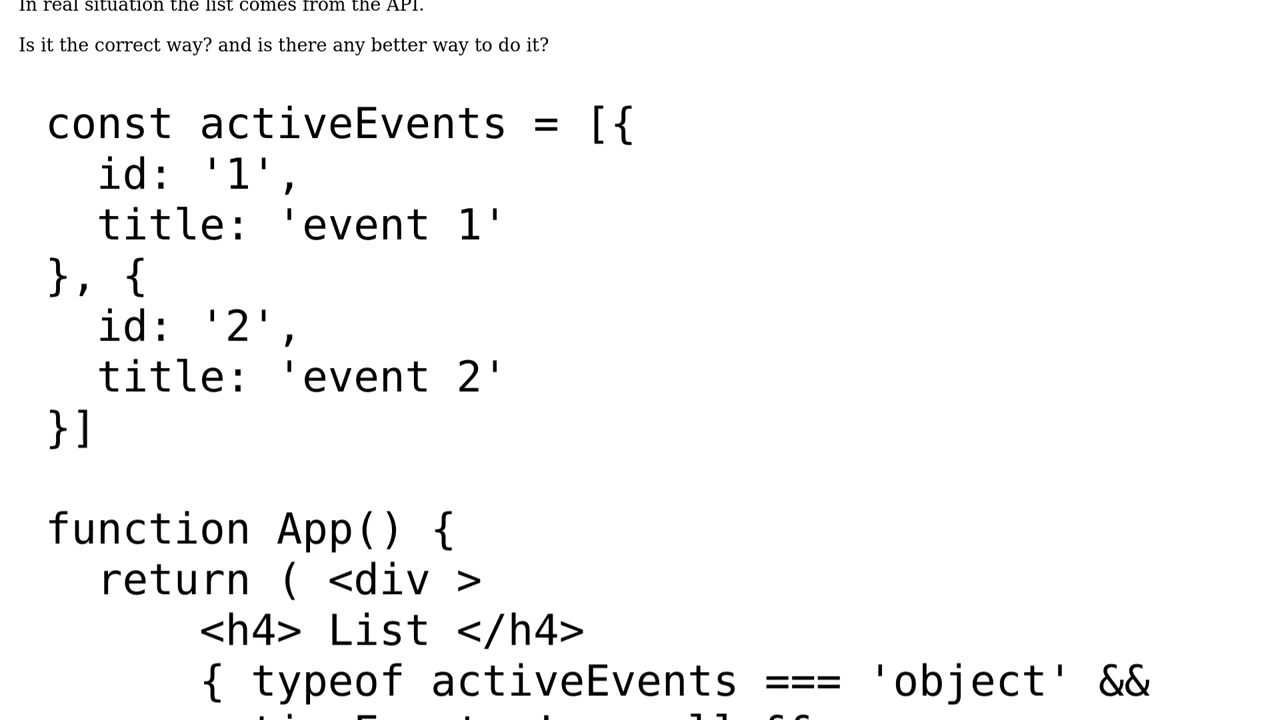 In real situation the list comes from the API.
Is it the correct way? and is there any better way to do it?
const activeEvents = [{
  id: '1',
  title: 'event 1'
}, {
  id: '2',
  title: 'event 2'
}]
function App() {
  return ( <div >
      <h4> List </h4>
      { typeof activeEvents === 'object' &&